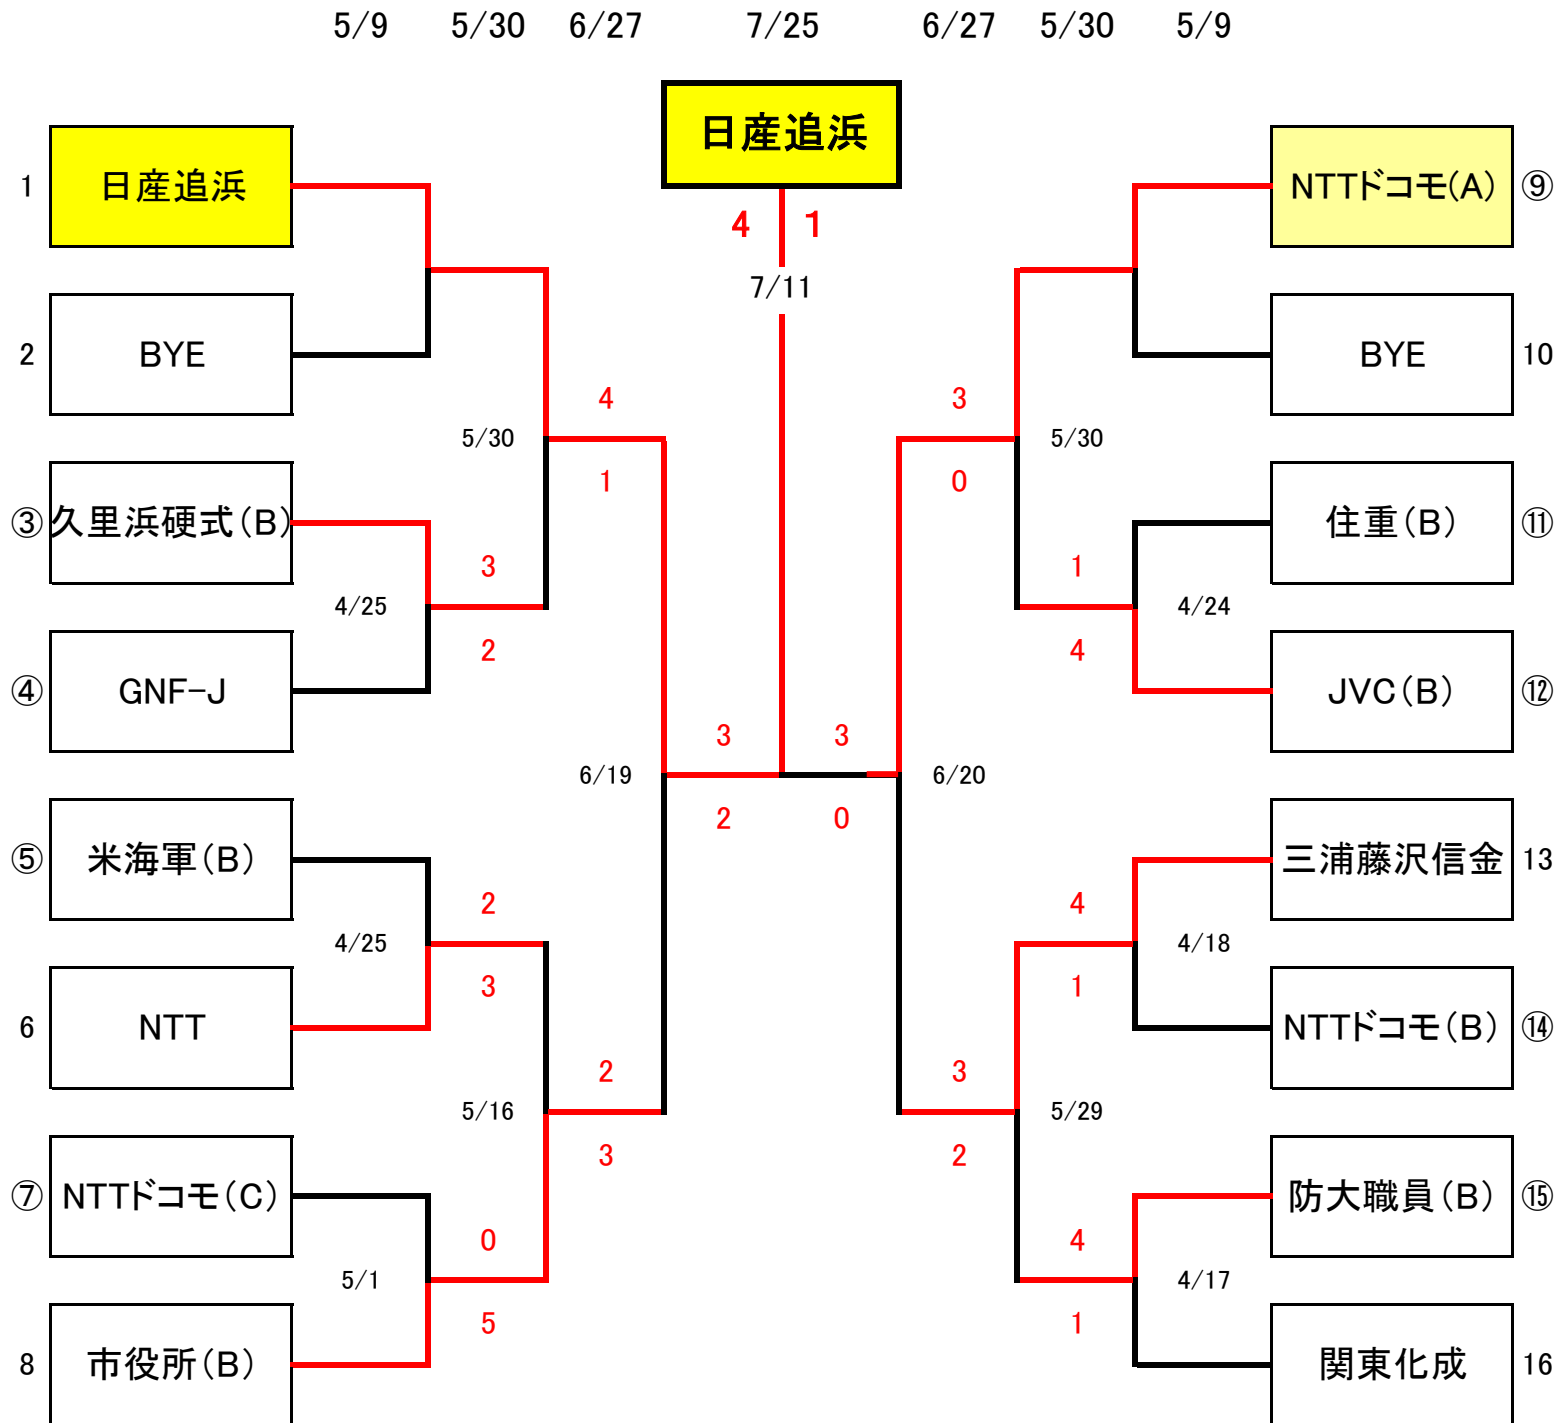 5/9 5/30 6/27 7/25 6/27 5/30 5/9
日産追浜
1 日産追浜 NTTドコモ(A) ⑨
4 1
7/11
2 BYE BYE 10
4 3
5/30 5/30
1 0
③ 久里浜硬式(B) 住重(B) ⑪
3 1
4/25 4/24
2 4
④ GNF-J JVC(B) ⑫
3 3
6/19 6/20
2 0
⑤ 米海軍(B) 三浦藤沢信金 13
2 4
4/25 4/18
3 1
6 NTT NTTドコモ(B) ⑭
2 3
5/16 5/29
3 2
⑦ NTTドコモ(C) 防大職員(B) ⑮
0 4
5/1 4/17
5 1
8 市役所(B) 関東化成 16